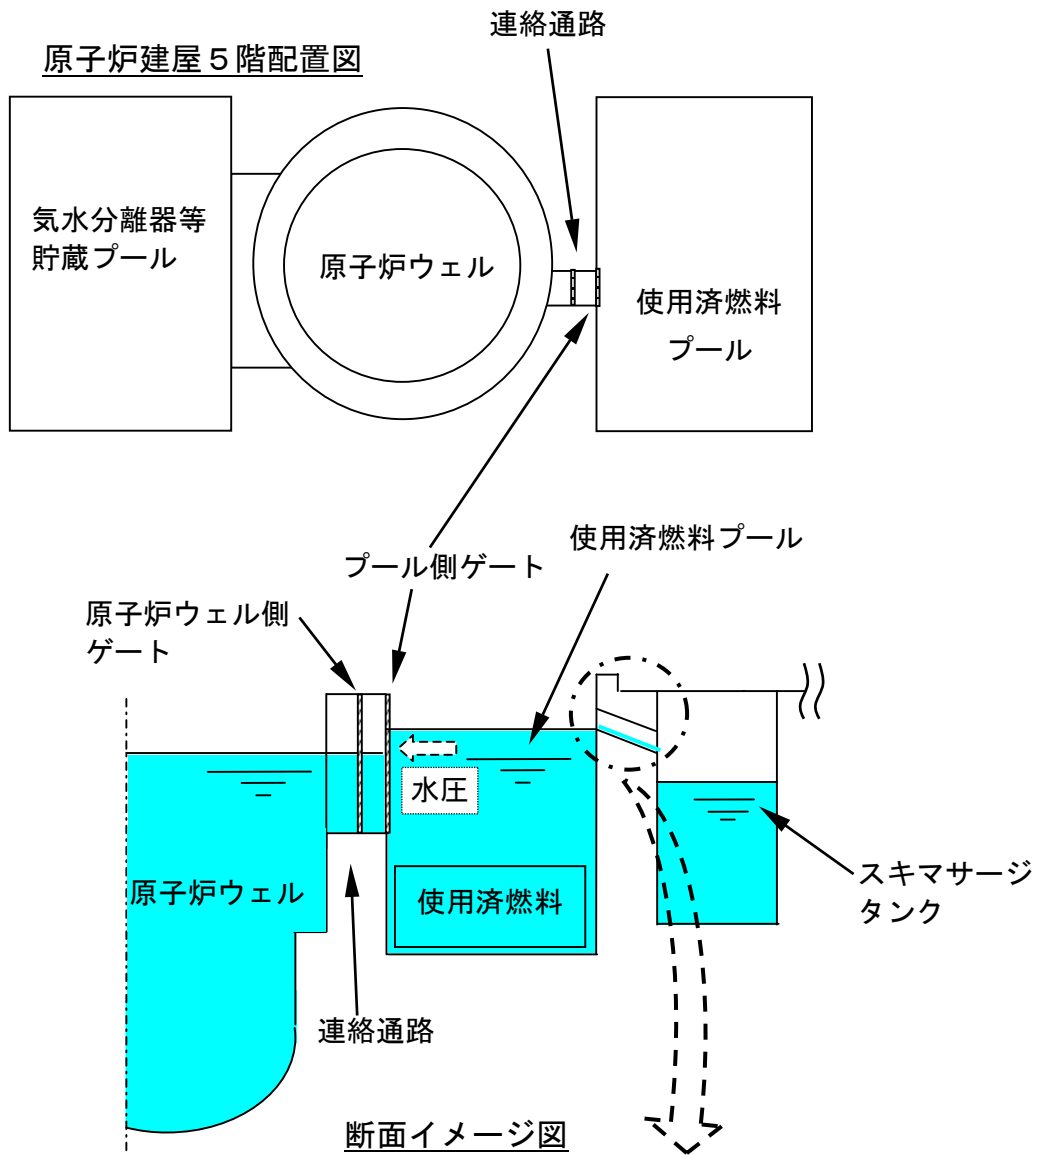 連絡通路
原子炉建屋５階配置図
気水分離器等
貯蔵プール
原子炉ウェル
使用済燃料
プール
使用済燃料プール
プール側ゲート
原子炉ウェル側
ゲート
水圧
原子炉ウェル
使用済燃料
スキマサージ
タンク
連絡通路
断面イメージ図